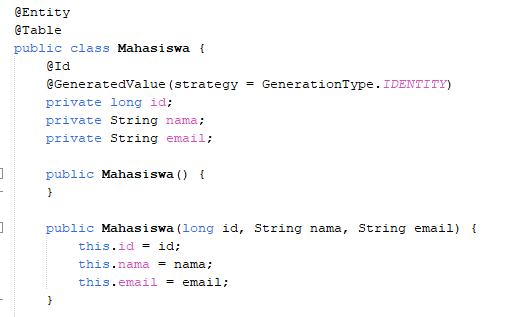 @Entity
@Table
public class Mahasiswa {
@Id
@GeneratedValue(strategy = GenerationType.IDENTITY)
private long id;
private String nama;
private String email;
public Mahasiswa() {
}
public Mahasiswa(long id, String nama, String email) {
this.id = id;
this.nama = nama;
this.email = email;
}